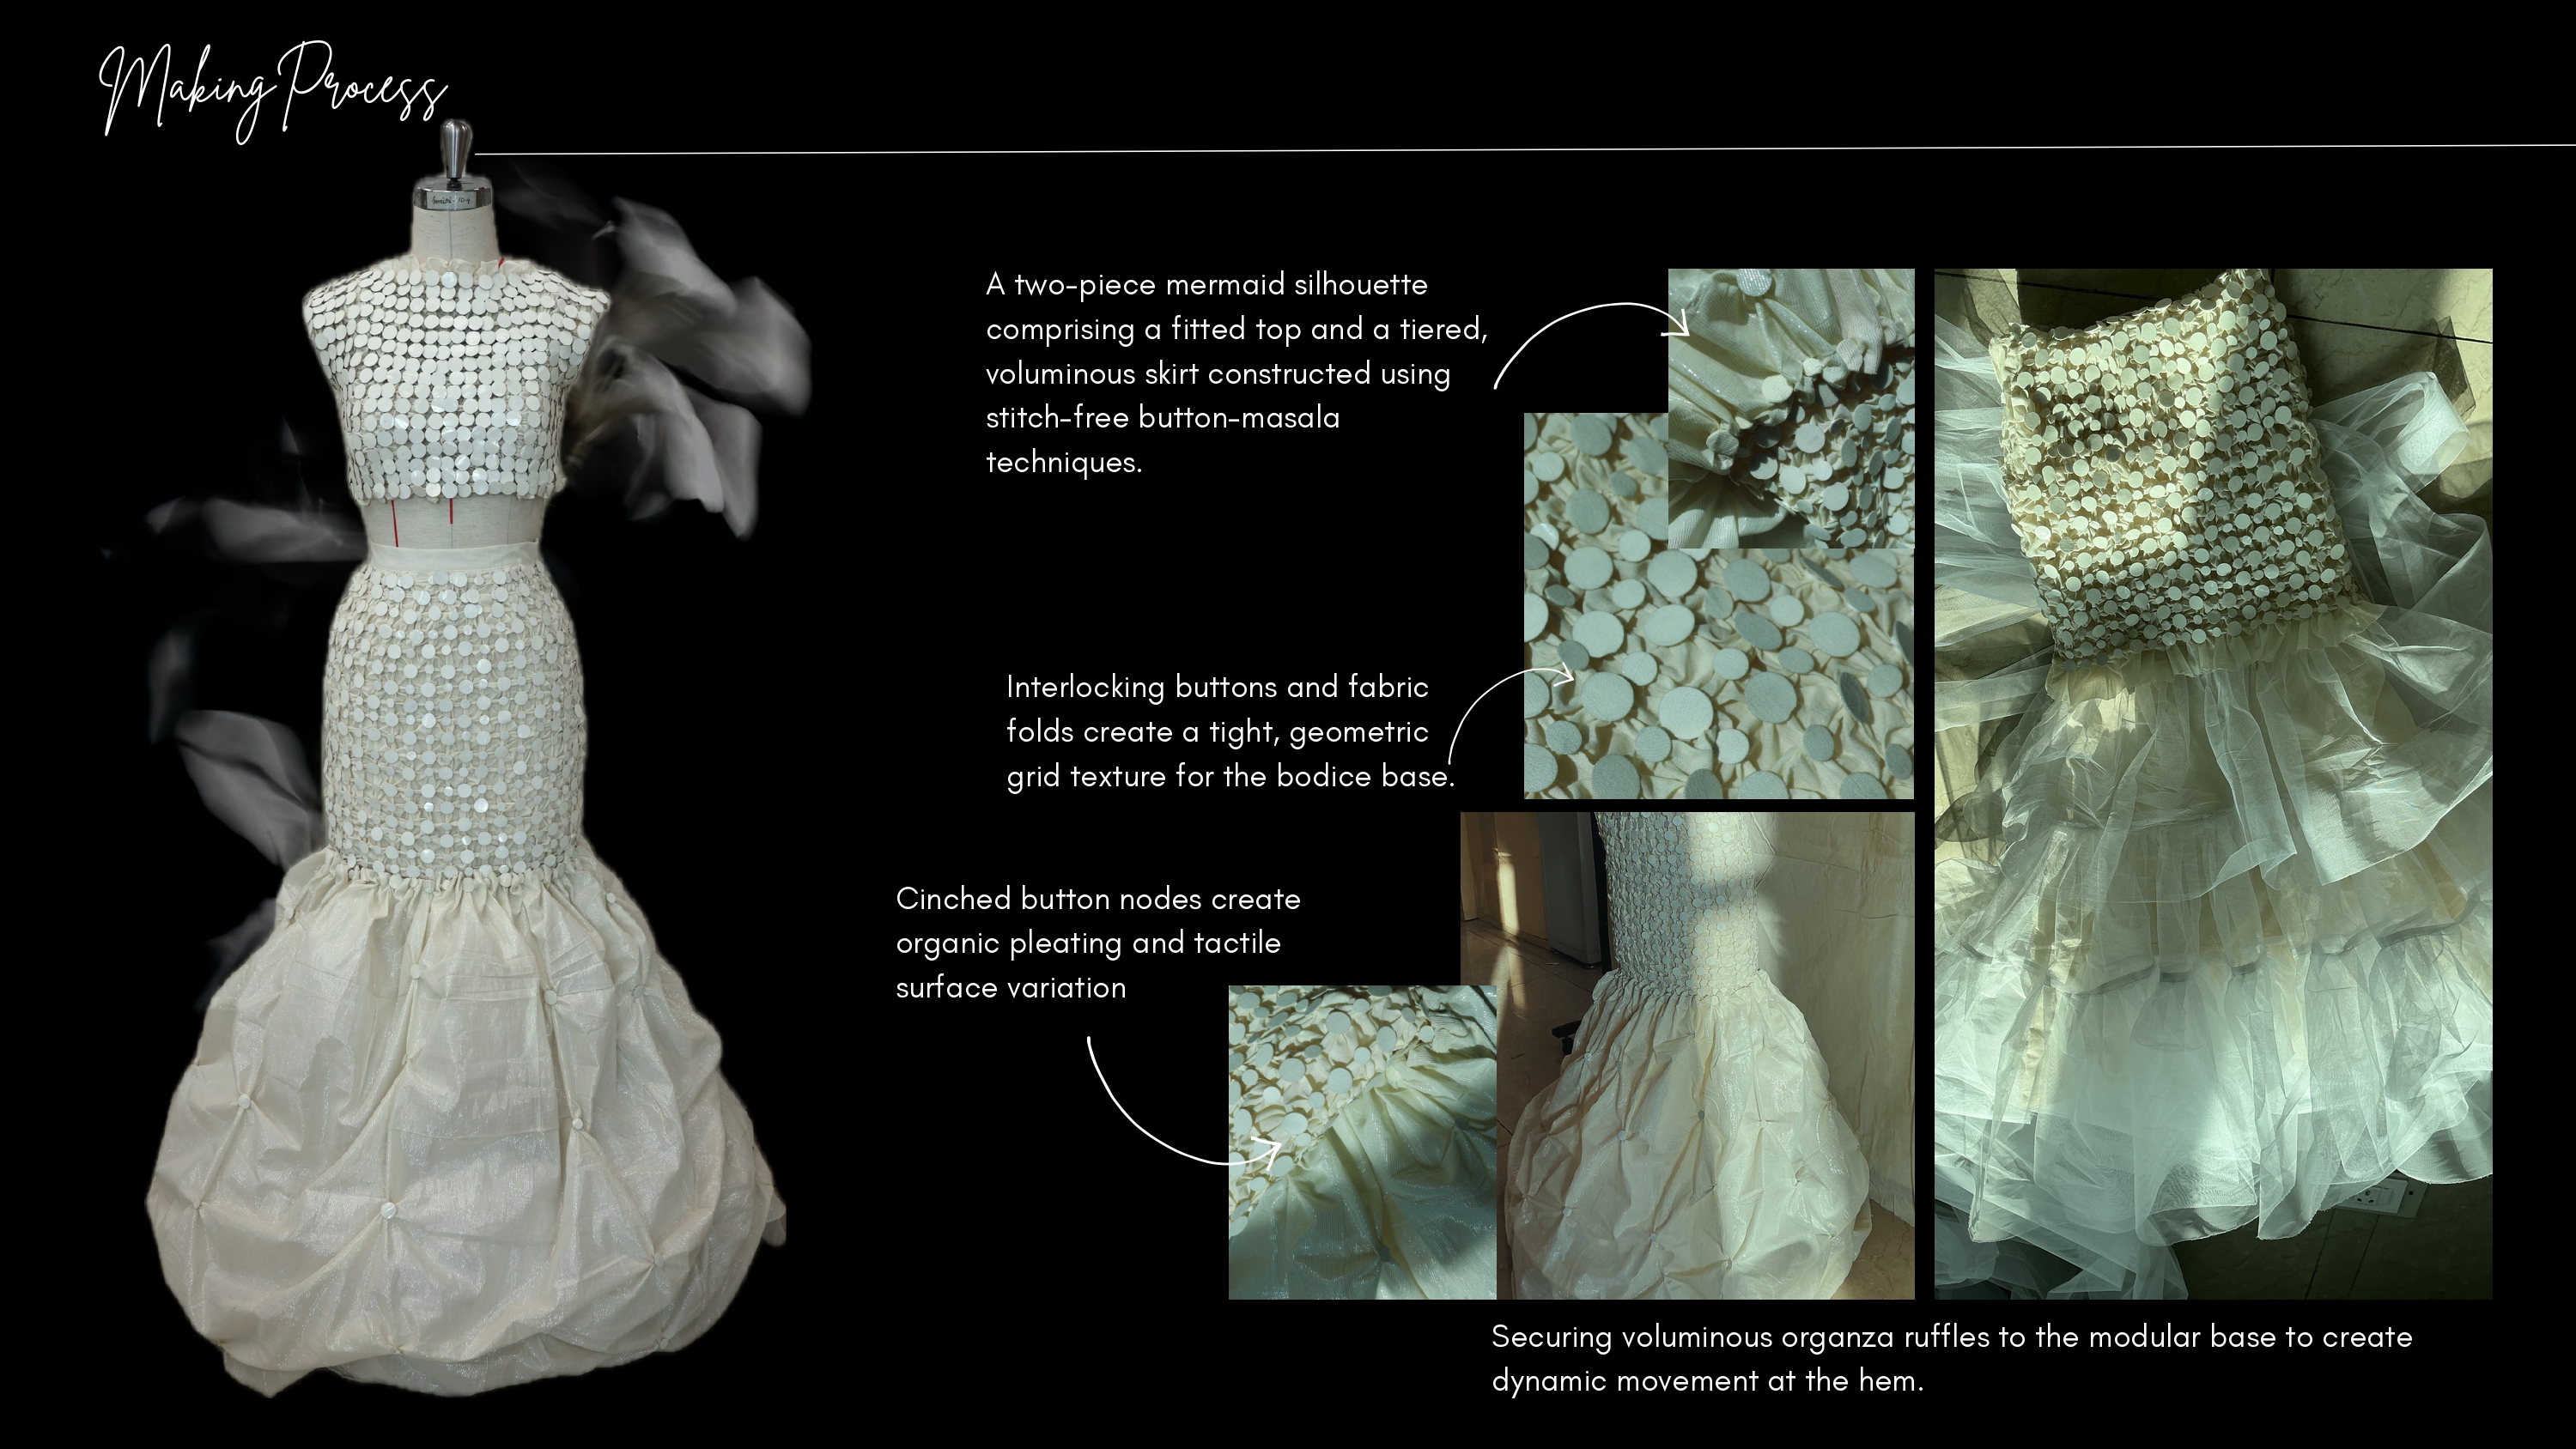 Making Process
A two-piece mermaid silhouette
comprising a fitted top and a tiered,
voluminous skirt constructed using
stitch-free button-masala
techniques.
Interlocking buttons and fabric
folds create a tight, geometric
grid texture for the bodice base.
Cinched button nodes create
organic pleating and tactile
surface variation
Securing voluminous organza ruffles to the modular base to create
dynamic movement at the hem.